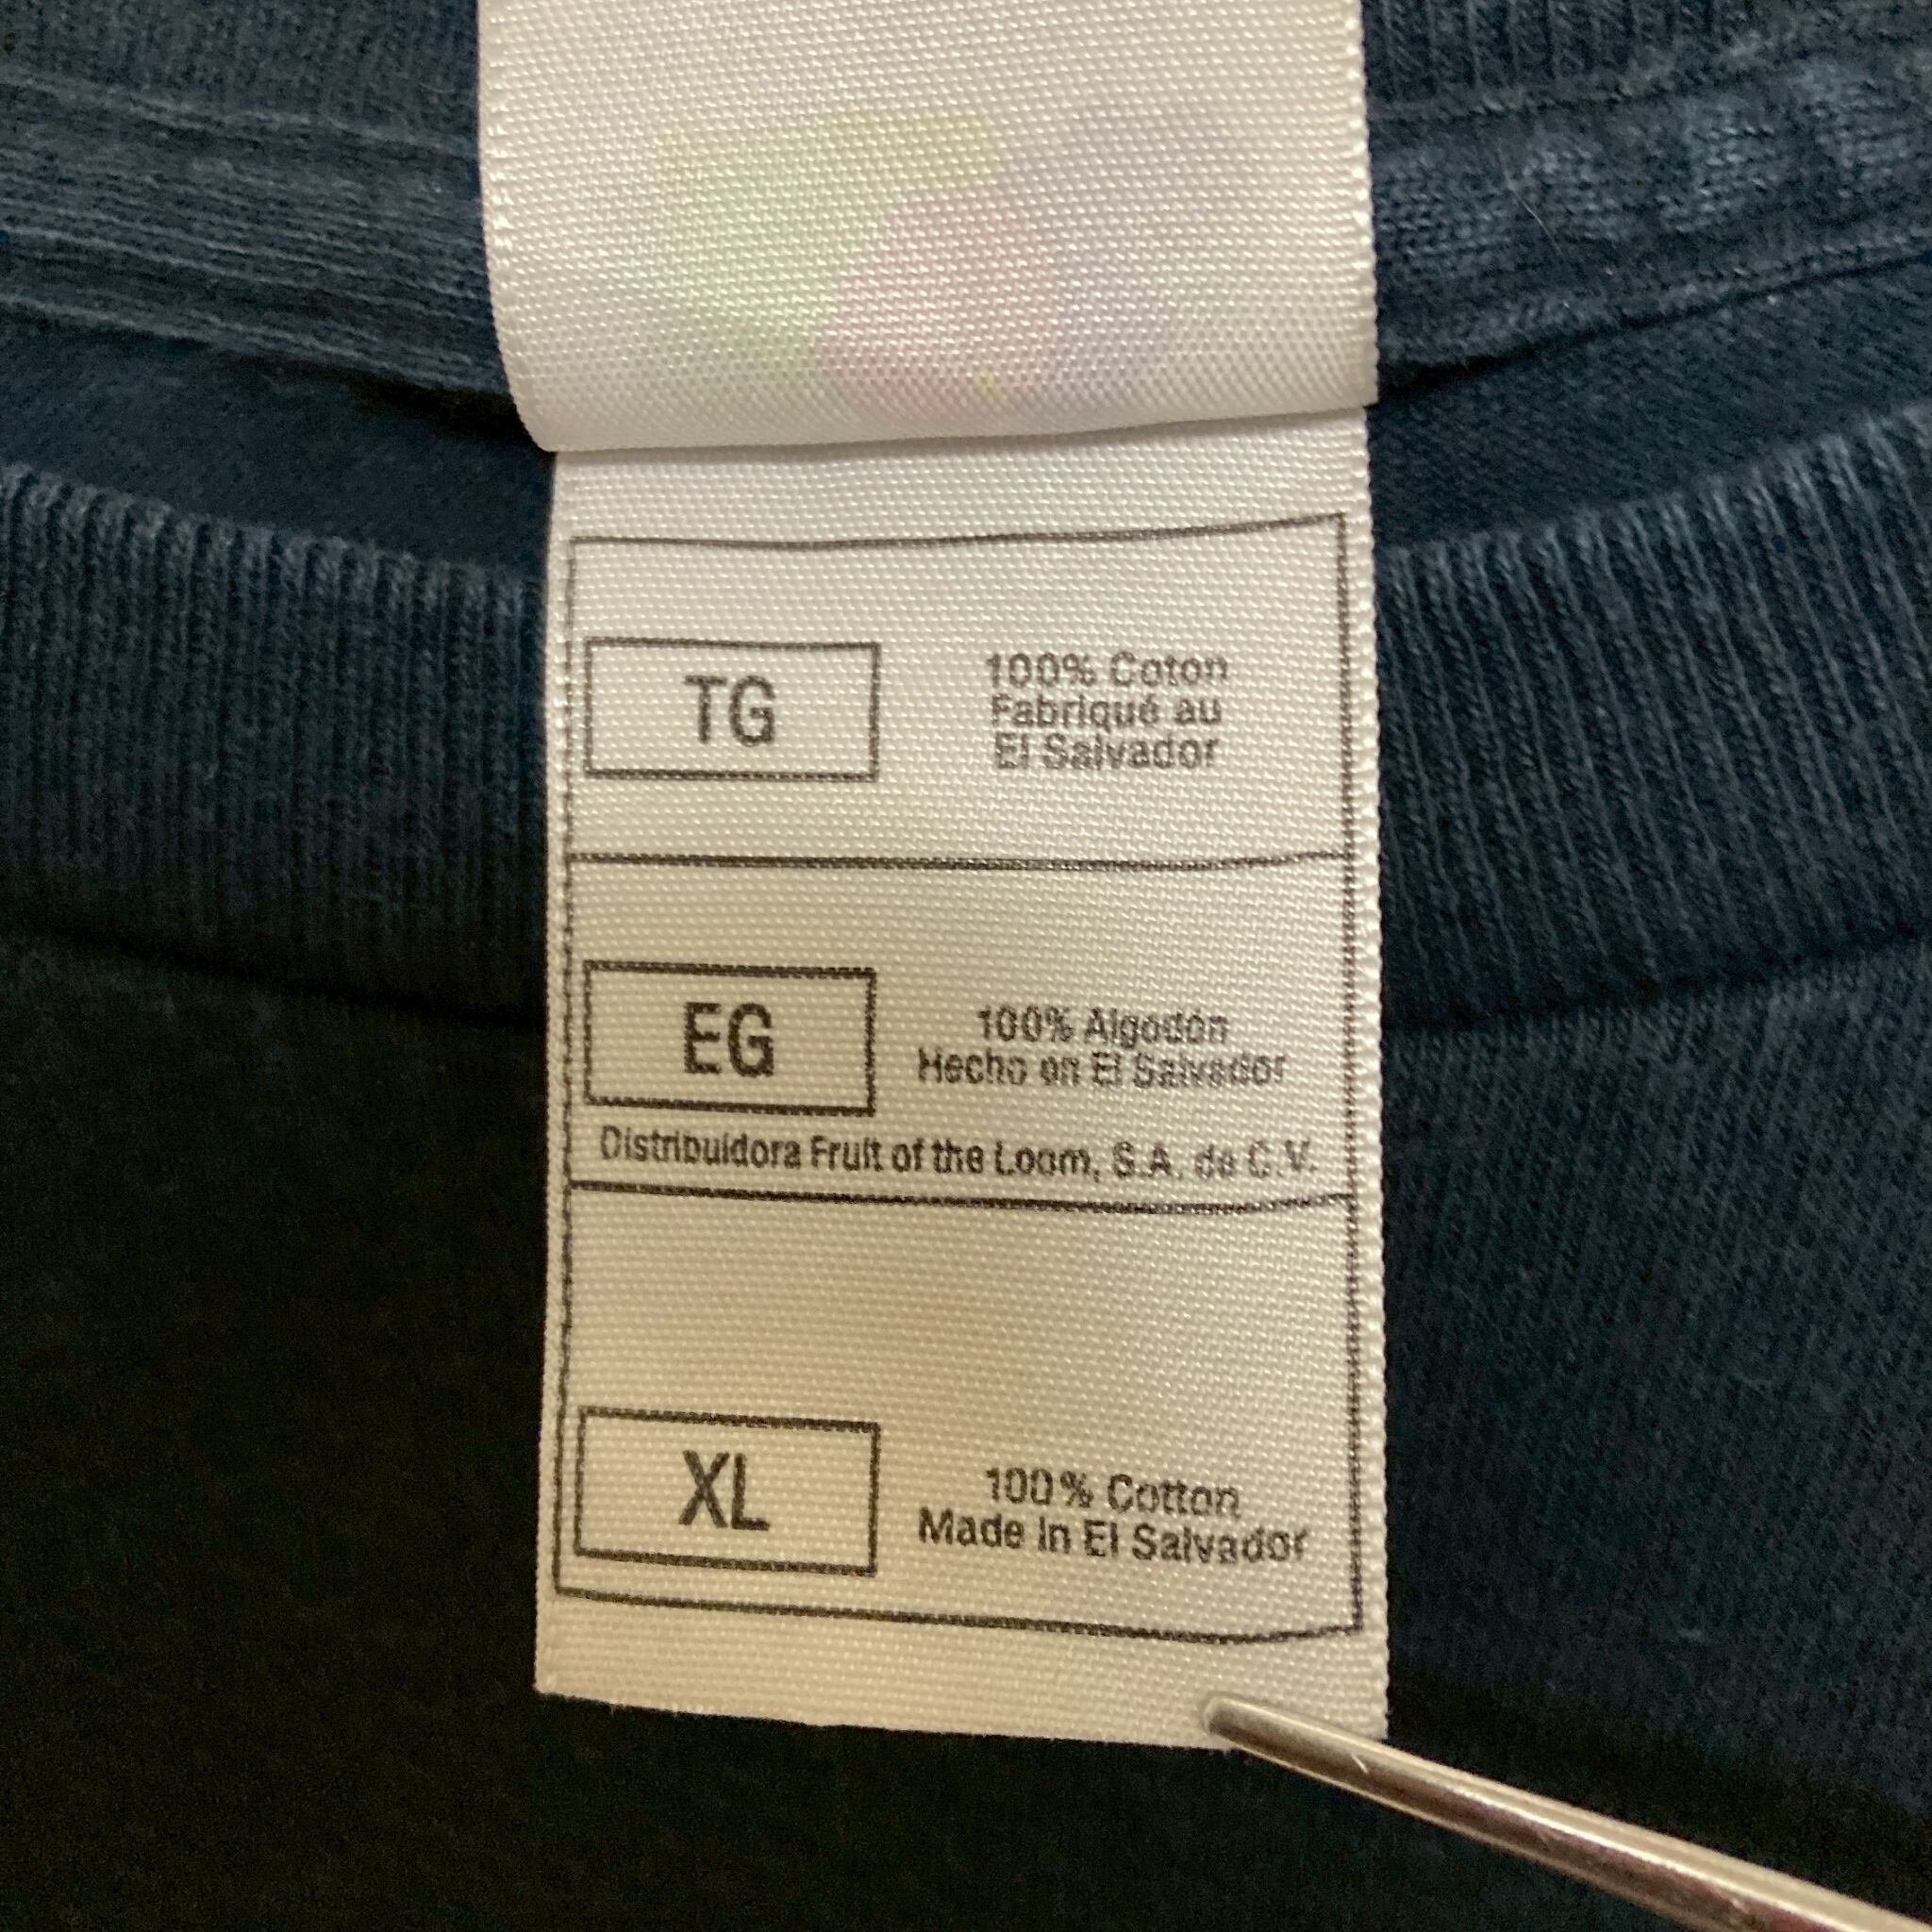 TG
100% Coton
Fabriqué au
El Salvador
EG
100% Algodón
Hecho en El Salvador
Distribuidora Fruit of the Loom, S.A. de C.V.
XL
100% Cotton
Made In El Salvador